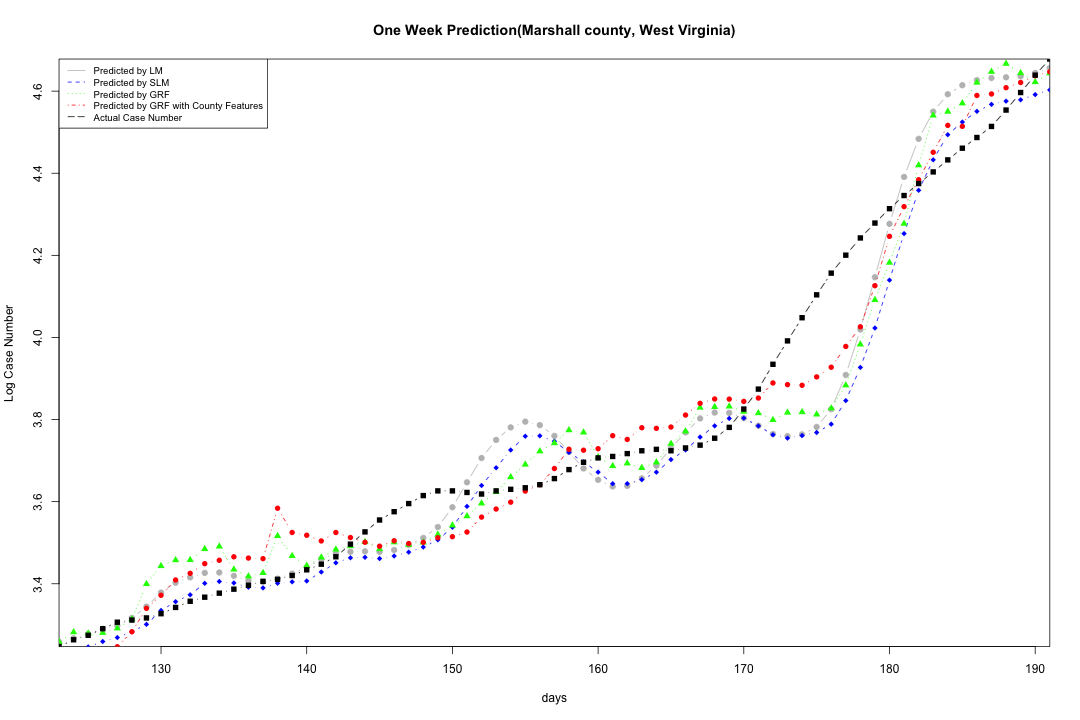 One Week Prediction(Marshall county, West Virginia)
Predicted by LM
Predicted by SLM
Predicted by GRF
Predicted by GRF with County Features
Actual Case Number
4.6
4.4
4.2
4.0
3.8
3.6
3.4
Log Case Number
130 140 150 160 170 180 190
days